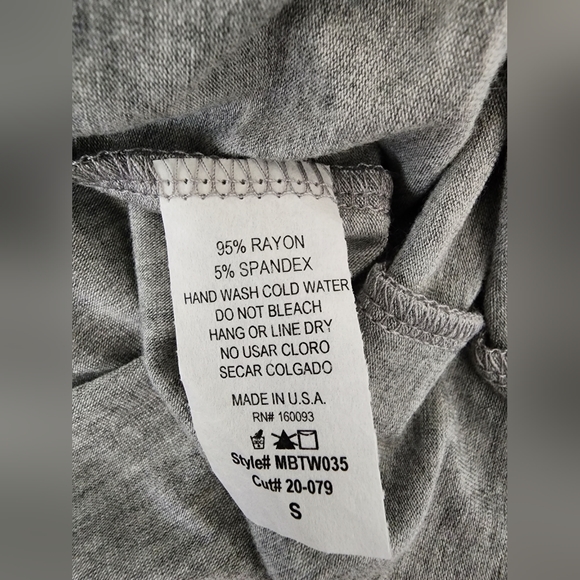 95% RAYON
5% SPANDEX
HAND WASH COLD WATER
DO NOT BLEACH
HANG OR LINE DRY
NO USAR CLORO
SECAR COLGADO
MADE IN U.S.A.
RN# 160093
Style# MBTW035
Cut# 20-079
S